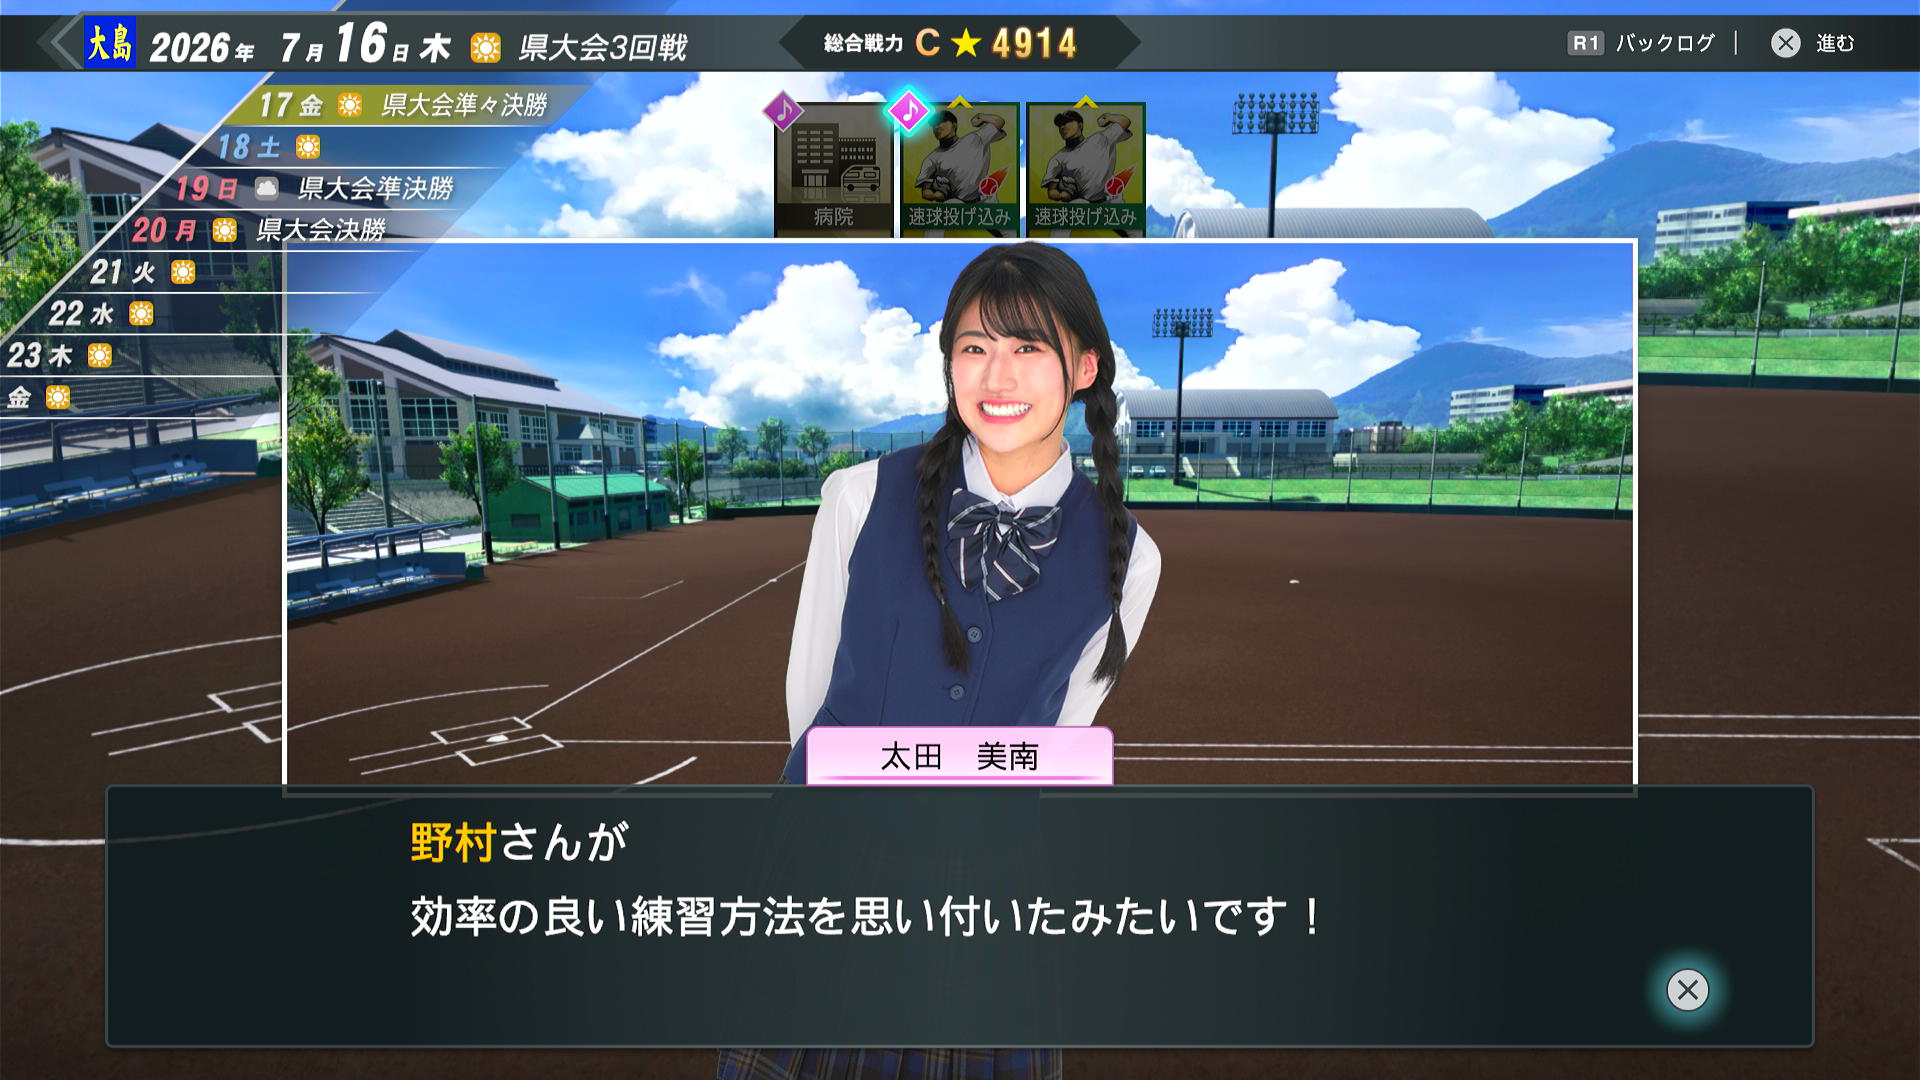 大島 2026年 7月16日 木 県大会3回戦
総合戦力 C ★ 4914
R1 バックログ | 進む
17 金 県大会準々決勝
18 土
19 日 県大会準決勝
20 月 県大会決勝
21 火
22 水
23 木
金
病院
速球投げ込み
速球投げ込み
太田 美南
野村さんが
効率の良い練習方法を思い付いたみたいです！